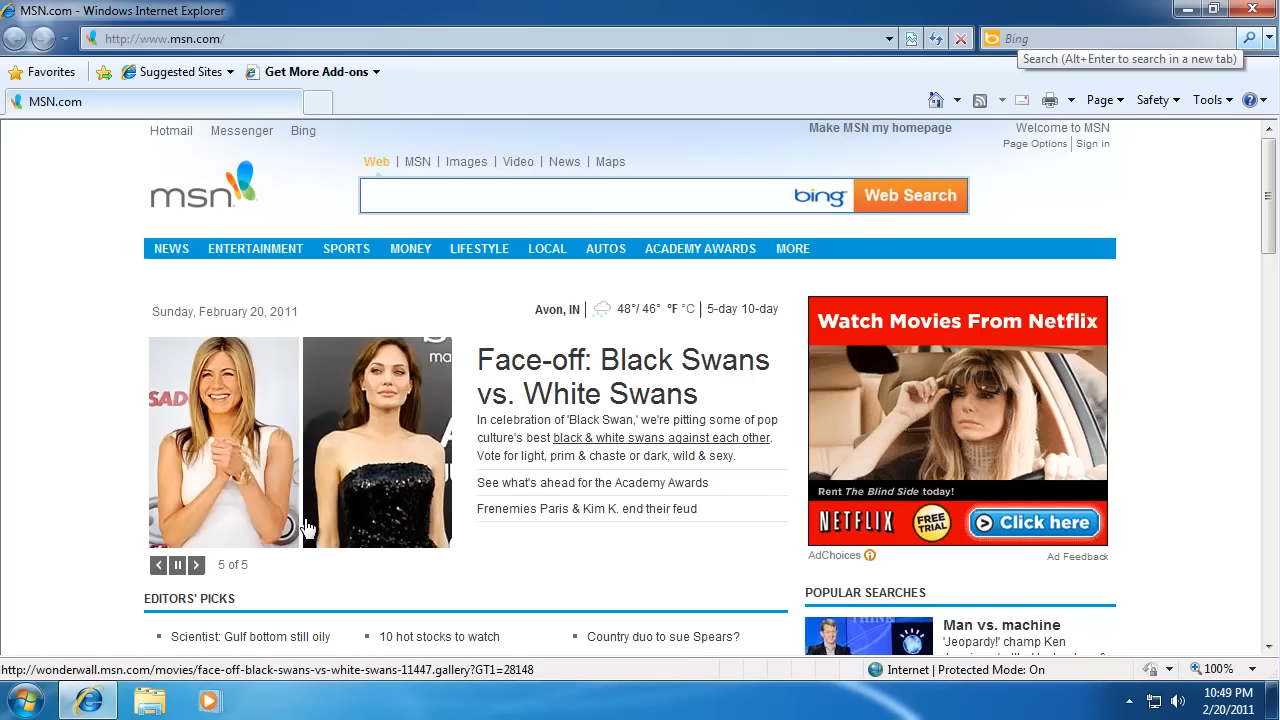 MSN.com - Windows Internet Explorer
http://www.msn.com/
Bing
Search (Alt+Enter to search in a new tab)
Favorites
Suggested Sites
Get More Add-ons
MSN.com
Page
Safety
Tools
Hotmail
Messenger
Bing
Make MSN my homepage
Welcome to MSN
Page Options | Sign in
Web | MSN | Images | Video | News | Maps
msn
bing
Web Search
NEWS
ENTERTAINMENT
SPORTS
MONEY
LIFESTYLE
LOCAL
AUTOS
ACADEMY AWARDS
MORE
Sunday, February 20, 2011
Avon, IN | 48°/ 46° °F °C | 5-day 10-day
SAD
ma
Face-off: Black Swans
vs. White Swans
In celebration of 'Black Swan,' we're pitting some of pop
culture's best black & white swans against each other.
Vote for light, prim & chaste or dark, wild & sexy.
See what's ahead for the Academy Awards
Frenemies Paris & Kim K. end their feud
5 of 5
Watch Movies From Netflix
Rent The Blind Side today!
NETFLIX
FREE
TRIAL
Click here
AdChoices
Ad Feedback
EDITORS' PICKS
Scientist: Gulf bottom still oily
10 hot stocks to watch
Country duo to sue Spears?
POPULAR SEARCHES
THINK
Man vs. machine
'Jeopardy!' champ Ken
http://wonderwall.msn.com/movies/face-off-black-swans-vs-white-swans-11447.gallery?GT1=28148
Internet | Protected Mode: On
100%
10:49 PM
2/20/2011